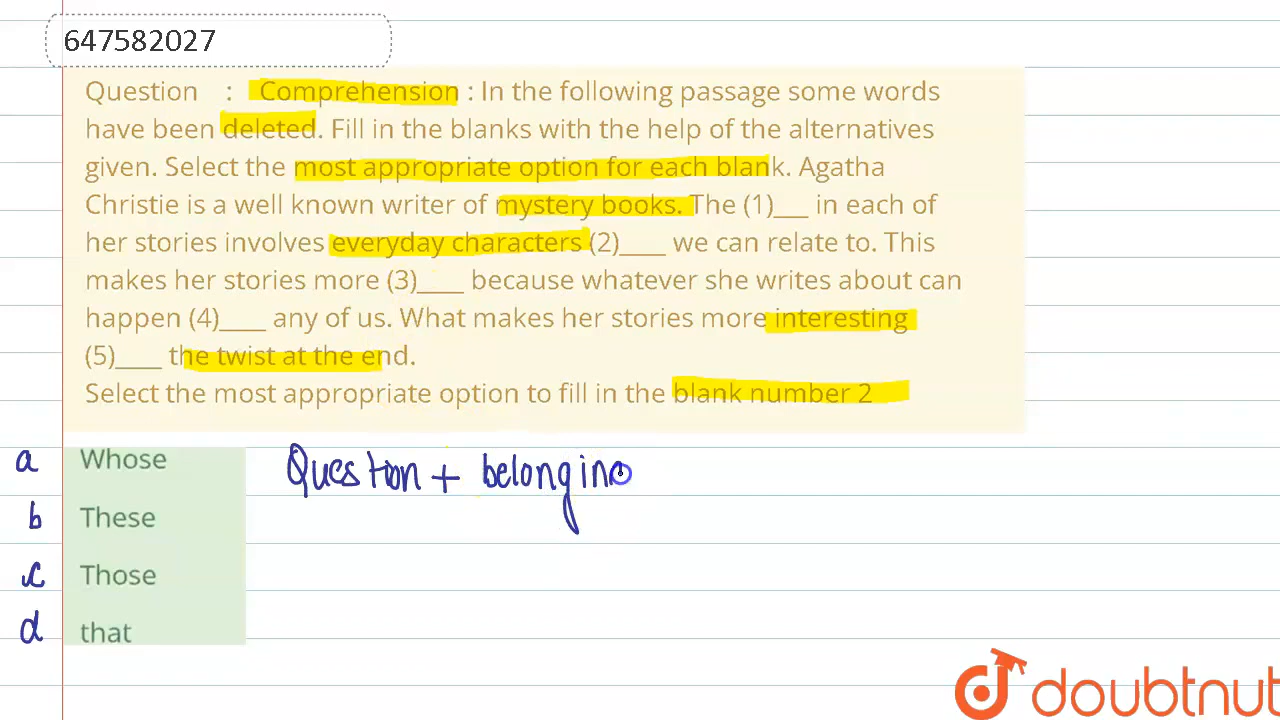 647582027
Question : Comprehension : In the following passage some words
have been deleted. Fill in the blanks with the help of the alternatives
given. Select the most appropriate option for each blank. Agatha
Christie is a well known writer of mystery books. The (1)___ in each of
her stories involves everyday characters (2)____ we can relate to. This
makes her stories more (3)____ because whatever she writes about can
happen (4)____ any of us. What makes her stories more interesting
(5)____ the twist at the end.
Select the most appropriate option to fill in the blank number 2
a Whose Question + belongin
b These
c Those
d that
doubtnut